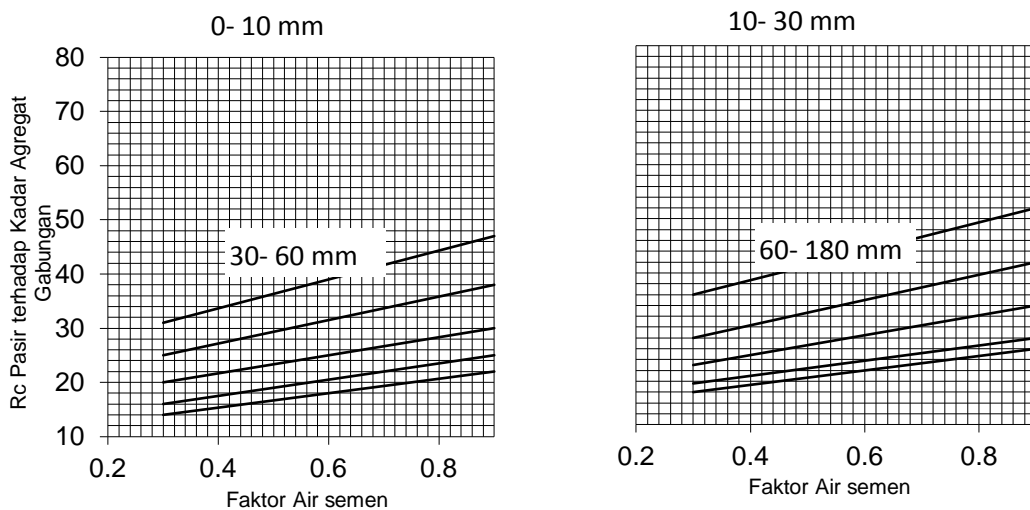 0- 10 mm
10- 30 mm
Rc Pasir terhadap Kadar Agregat
Gabungan
80
70
60
50
40
30
20
10
30- 60 mm
60- 180 mm
0.2 0.4 0.6 0.8
Faktor Air semen
0.2 0.4 0.6 0.8
Faktor Air semen